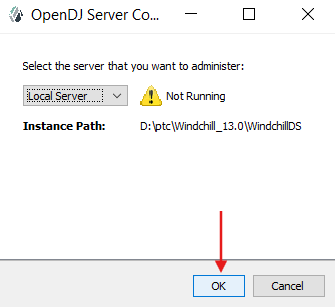 OpenDJ Server Co...
Select the server that you want to administer:
Local Server Not Running
Instance Path: D:\ptc\Windchill_13.0\WindchillDS
OK Cancel